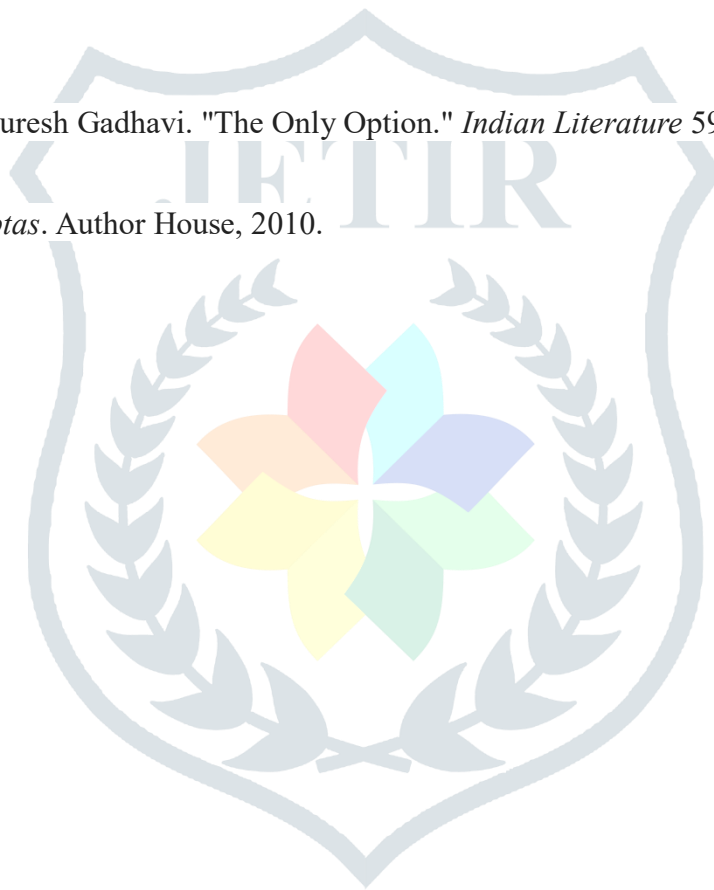 uresh Gadhavi. "The Only Option." Indian Literature 59
JETIR
otas. Author House, 2010.